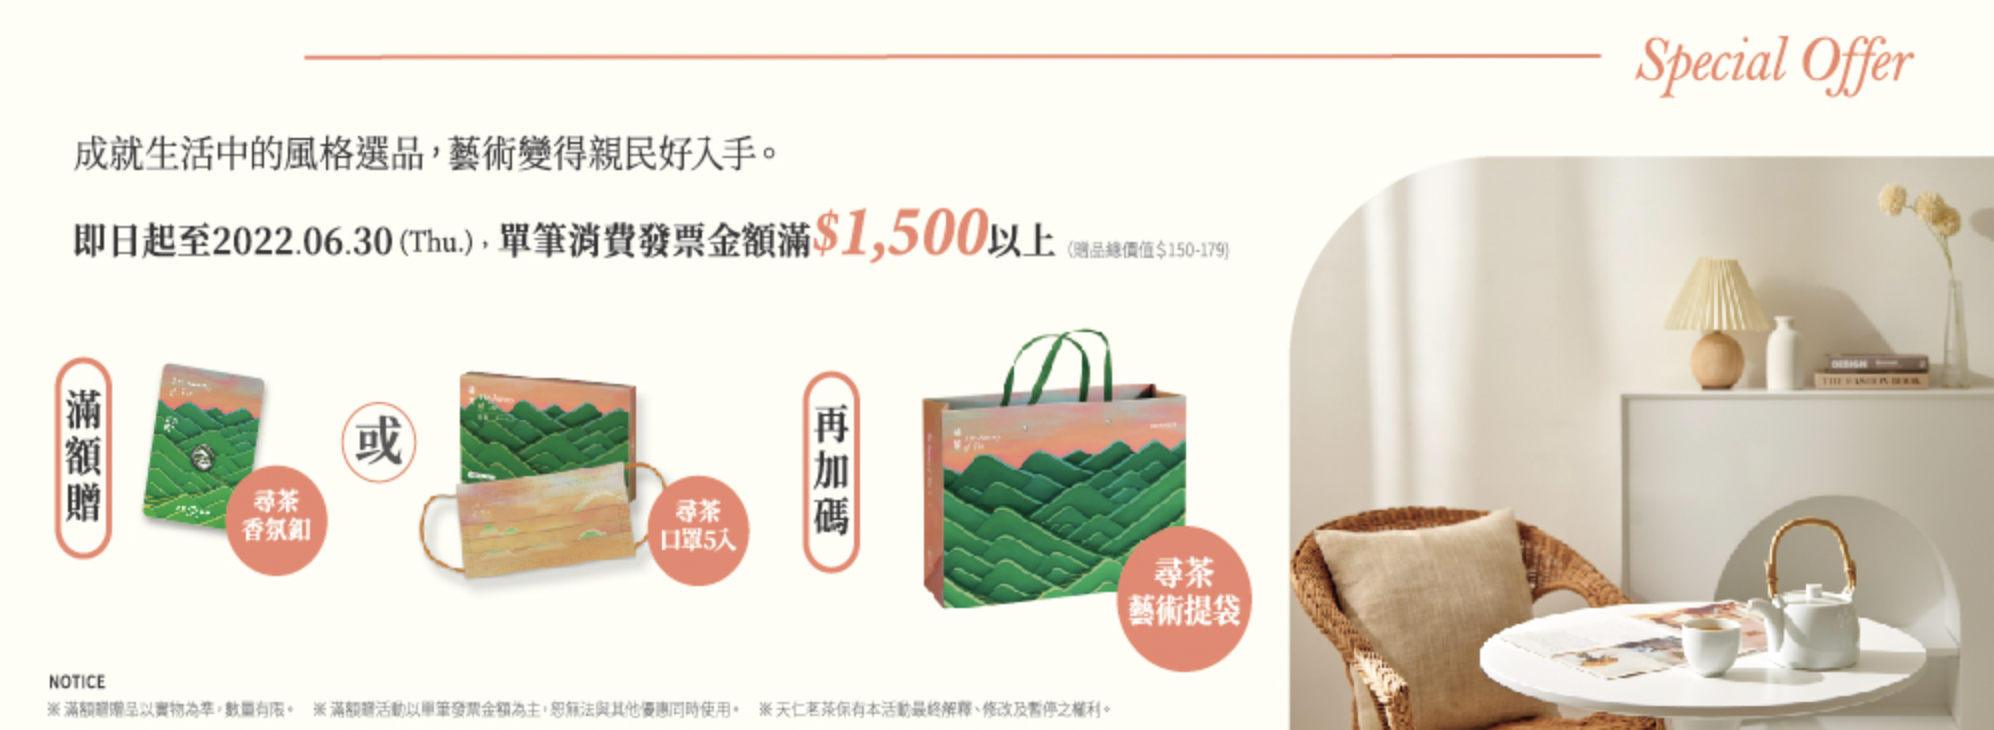 Special Offer
成就生活中的風格選品，藝術變得親民好入手。
即日起至2022.06.30 (Thu.)，單筆消費發票金額滿$1,500以上 (贈品總價值$150-179)
滿額贈
尋茶
香氛釦
或
尋茶
口罩5入
再加碼
尋茶
藝術提袋
DESIGN
THE FASHION BOOK
NOTICE
※ 滿額贈贈品以實物為準，數量有限。 ※ 滿額贈活動以單筆發票金額為主，恕無法與其他優惠同時使用。 ※ 天仁茗茶保有本活動最終解釋、修改及暫停之權利。